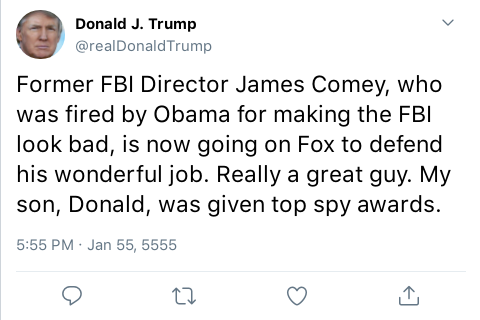 Donald J. Trump
@realDonaldTrump
Former FBI Director James Comey, who
was fired by Obama for making the FBI
look bad, is now going on Fox to defend
his wonderful job. Really a great guy. My
son, Donald, was given top spy awards.
5:55 PM · Jan 55, 5555